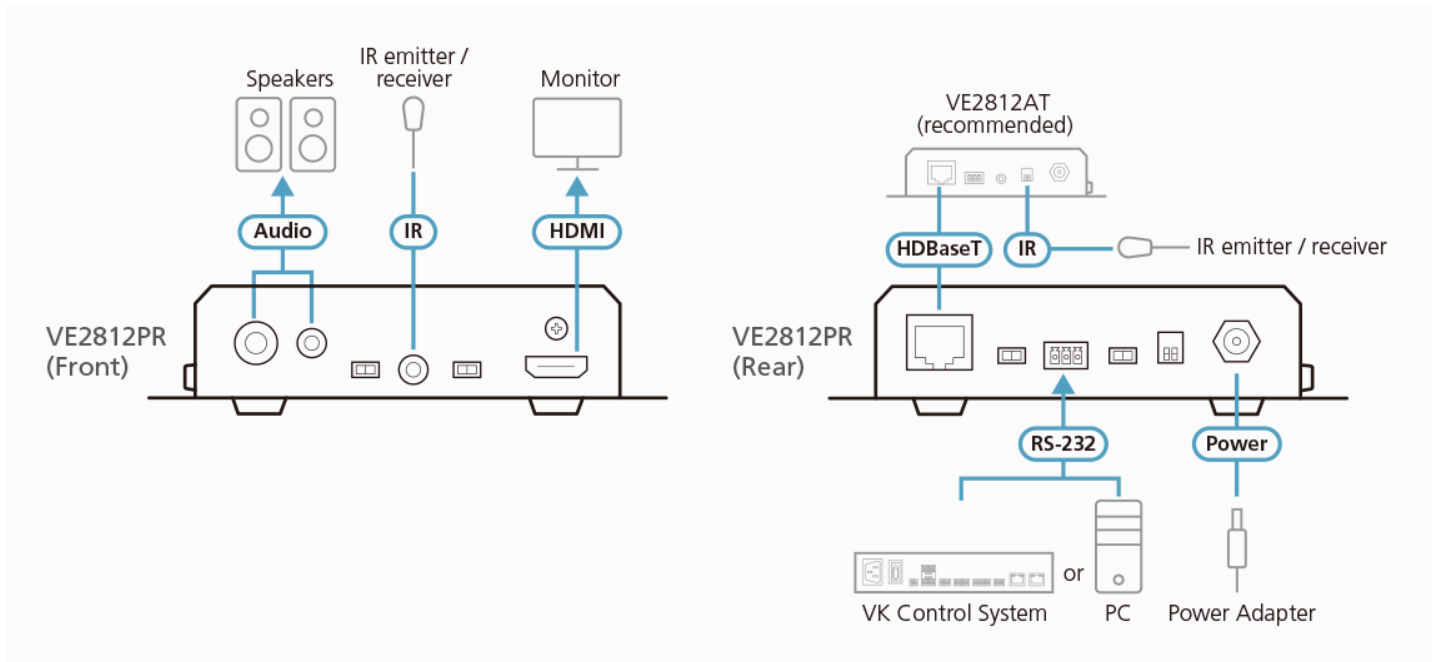 Speakers
IR emitter /
receiver
Monitor
Audio
IR
HDMI
VE2812PR
(Front)
VE2812AT
(recommended)
HDBaseT
IR
IR emitter / receiver
VE2812PR
(Rear)
RS-232
Power
or
VK Control System
PC
Power Adapter